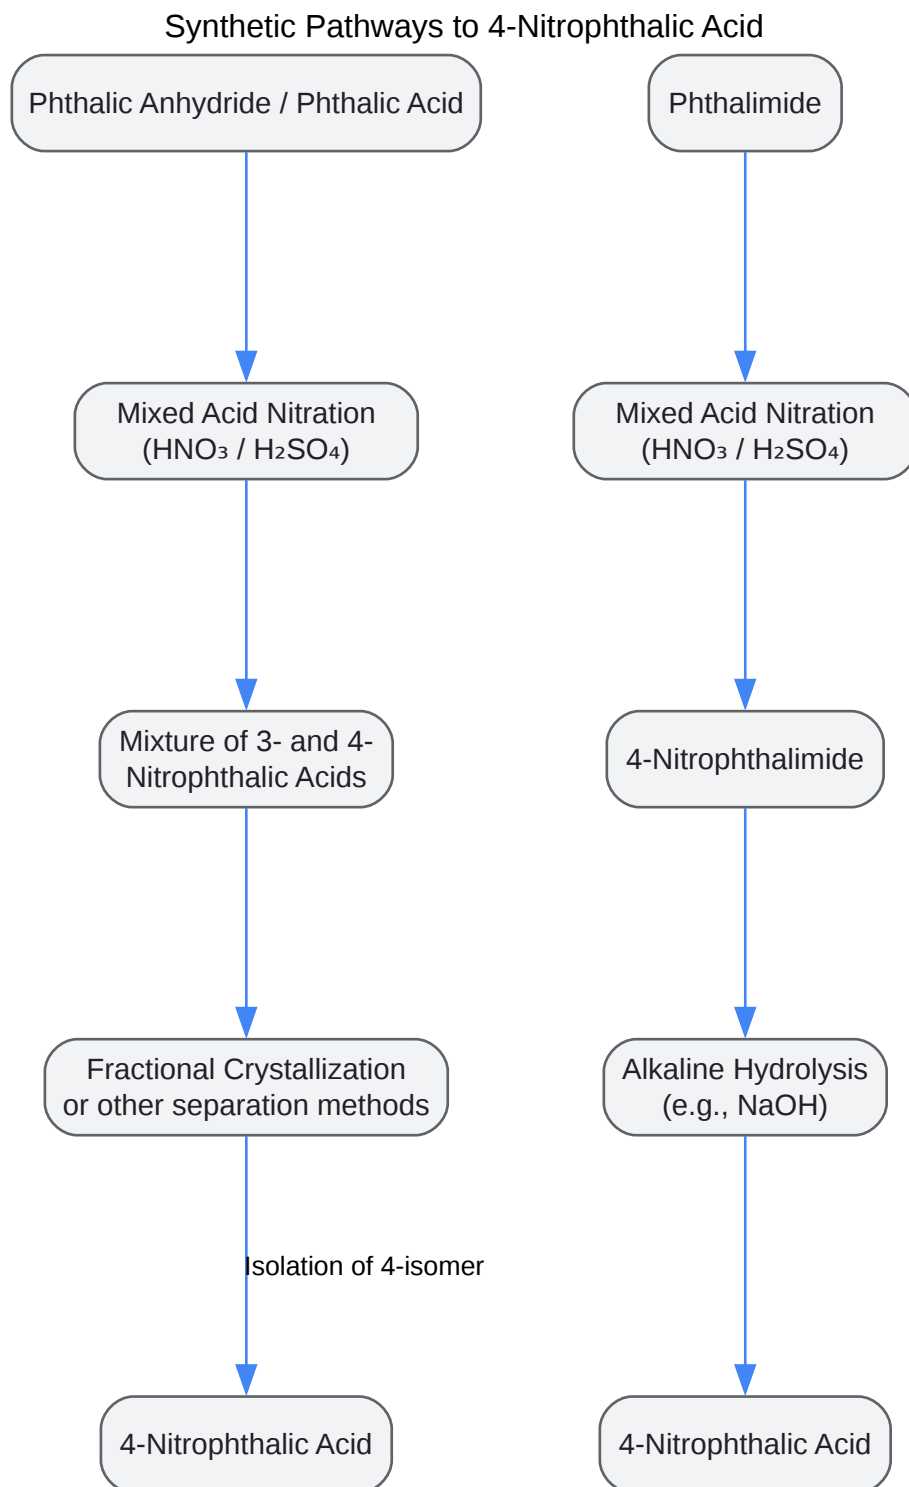 Synthetic Pathways to 4-Nitrophthalic Acid
Phthalic Anhydride / Phthalic Acid
Phthalimide
Mixed Acid Nitration
(HNO₃ / H₂SO₄)
Mixed Acid Nitration
(HNO₃ / H₂SO₄)
Mixture of 3- and 4-
Nitrophthalic Acids
4-Nitrophthalimide
Fractional Crystallization
or other separation methods
Alkaline Hydrolysis
(e.g., NaOH)
Isolation of 4-isomer
4-Nitrophthalic Acid
4-Nitrophthalic Acid